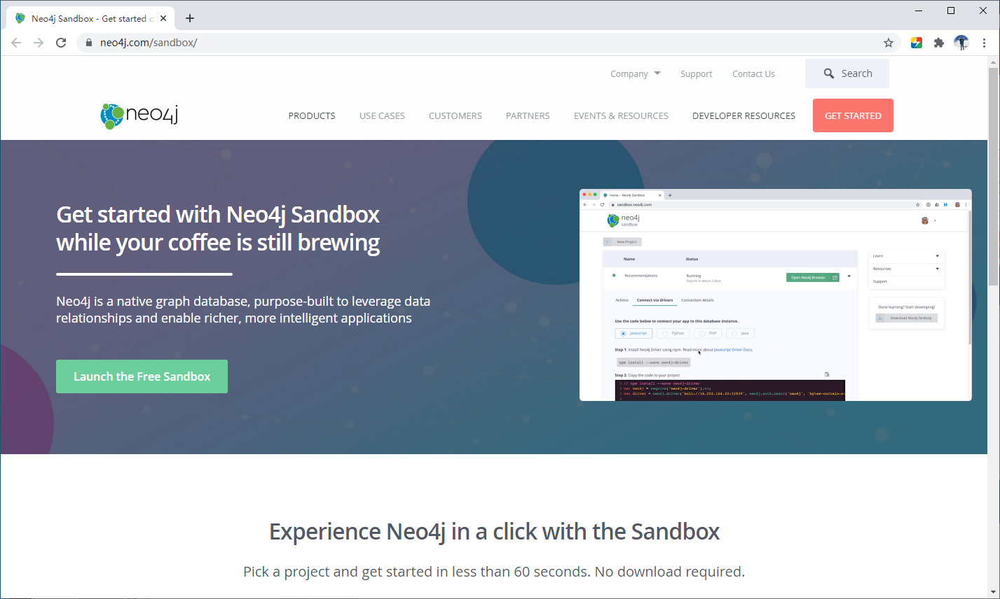 Neo4j Sandbox - Get started
neo4j.com/sandbox/
Company
Support
Contact Us
Search
neo4j
PRODUCTS
USE CASES
CUSTOMERS
PARTNERS
EVENTS & RESOURCES
DEVELOPER RESOURCES
GET STARTED
Get started with Neo4j Sandbox
while your coffee is still brewing
Neo4j is a native graph database, purpose-built to leverage data
relationships and enable richer, more intelligent applications
Launch the Free Sandbox
Home - Neo4j Sandbox
sandbox.neo4j.com
neo4j
sandbox
New Project
Name
Status
Recommendations
Running
Expires in about 3 days
Open Neo4j Browser
Actions
Connect via drivers
Connection details
Use the code below to connect your app to this database instance.
Javascript
Python
PHP
Java
Step 1: Install Neo4j Driver using npm. Read more about Javascript Driver Docs.
npm install --save neo4j-driver
Step 2: Copy the code to your project
1 // npm install --save neo4j-driver
2 var neo4j = require('neo4j-driver').v1;
3 var driver = neo4j.driver('bolt://34.202.164.20:32839', neo4j.auth.basic('neo4j', 'bytes-curtain-s
Learn
Resources
Support
Done learning? Start developing!
Download Neo4j Desktop
Experience Neo4j in a click with the Sandbox
Pick a project and get started in less than 60 seconds. No download required.